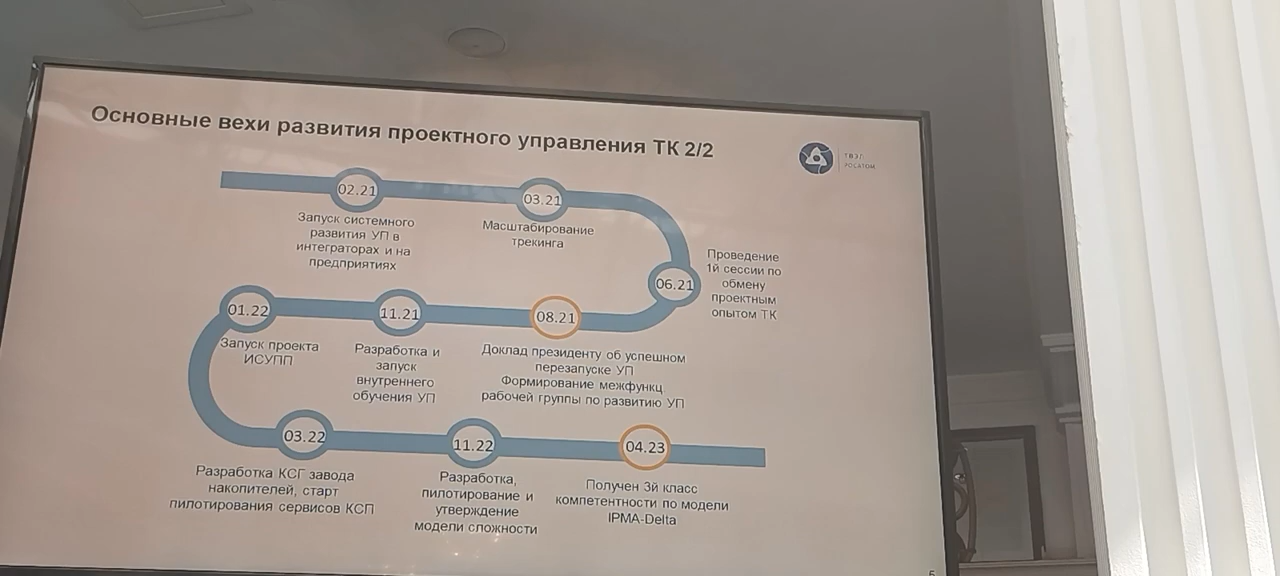 Основные вехи развития проектного управления ТК 2/2
ТВЭЛ
РОСАТОМ
02.21
Запуск системного
развития УП в
интеграторах и на
предприятиях
03.21
Масштабирование
трекинга
06.21
Проведение
1й сессии по
обмену
проектным
опытом ТК
08.21
Доклад президенту об успешном
перезапуске УП
Формирование межфункц.
рабочей группы по развитию УП
11.21
Разработка и
запуск
внутреннего
обучения УП
01.22
Запуск проекта
ИСУПП
03.22
Разработка КСГ завода
накопителей, старт
пилотирования сервисов КСП
11.22
Разработка,
пилотирование и
утверждение
модели сложности
04.23
Получен 3й класс
компетентности по модели
IPMA-Delta